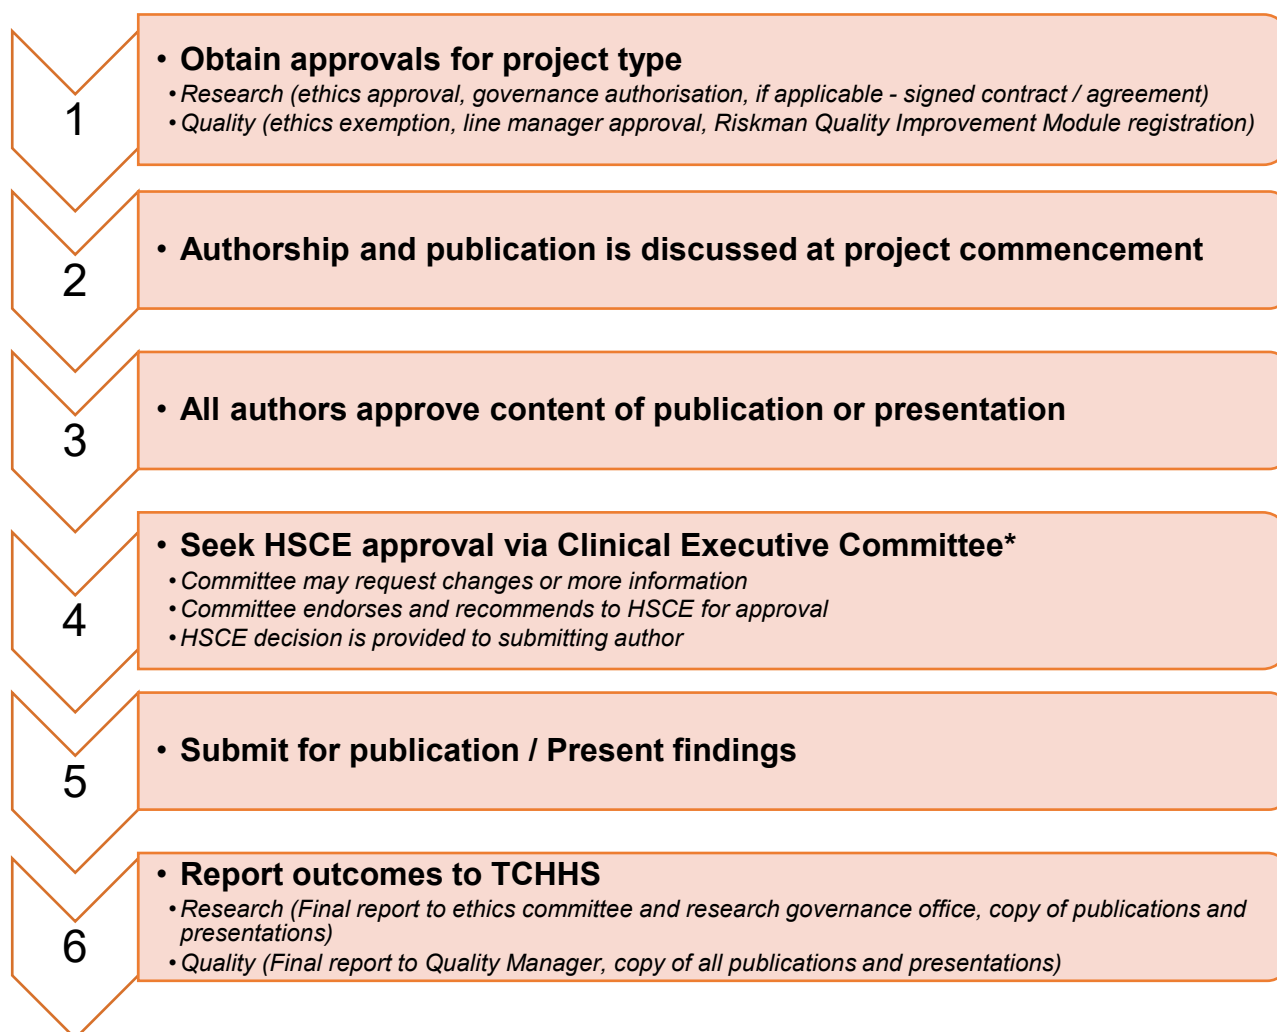 1
• Obtain approvals for project type
• Research (ethics approval, governance authorisation, if applicable - signed contract / agreement)
• Quality (ethics exemption, line manager approval, Riskman Quality Improvement Module registration)
2
• Authorship and publication is discussed at project commencement
3
• All authors approve content of publication or presentation
4
• Seek HSCE approval via Clinical Executive Committee*
• Committee may request changes or more information
• Committee endorses and recommends to HSCE for approval
• HSCE decision is provided to submitting author
5
• Submit for publication / Present findings
6
• Report outcomes to TCHHS
• Research (Final report to ethics committee and research governance office, copy of publications and
presentations)
• Quality (Final report to Quality Manager, copy of all publications and presentations)